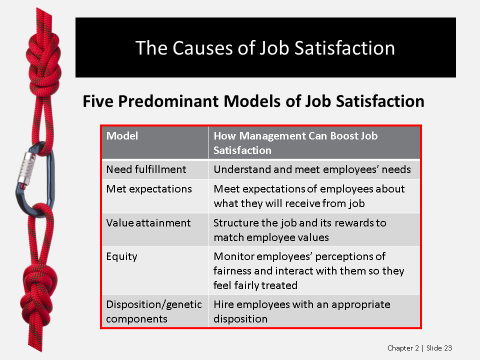 The Causes of Job Satisfaction
Five Predominant Models of Job Satisfaction
Model
How Management Can Boost Job
Satisfaction
Need fulfillment
Understand and meet employees' needs
Met expectations
Meet expectations of employees about
what they will receive from job
Value attainment
Structure the job and its rewards to
match employee values
Equity
Monitor employees' perceptions of
fairness and interact with them so they
feel fairly treated
Disposition/genetic
components
Hire employees with an appropriate
disposition
Chapter 2 | Slide 23